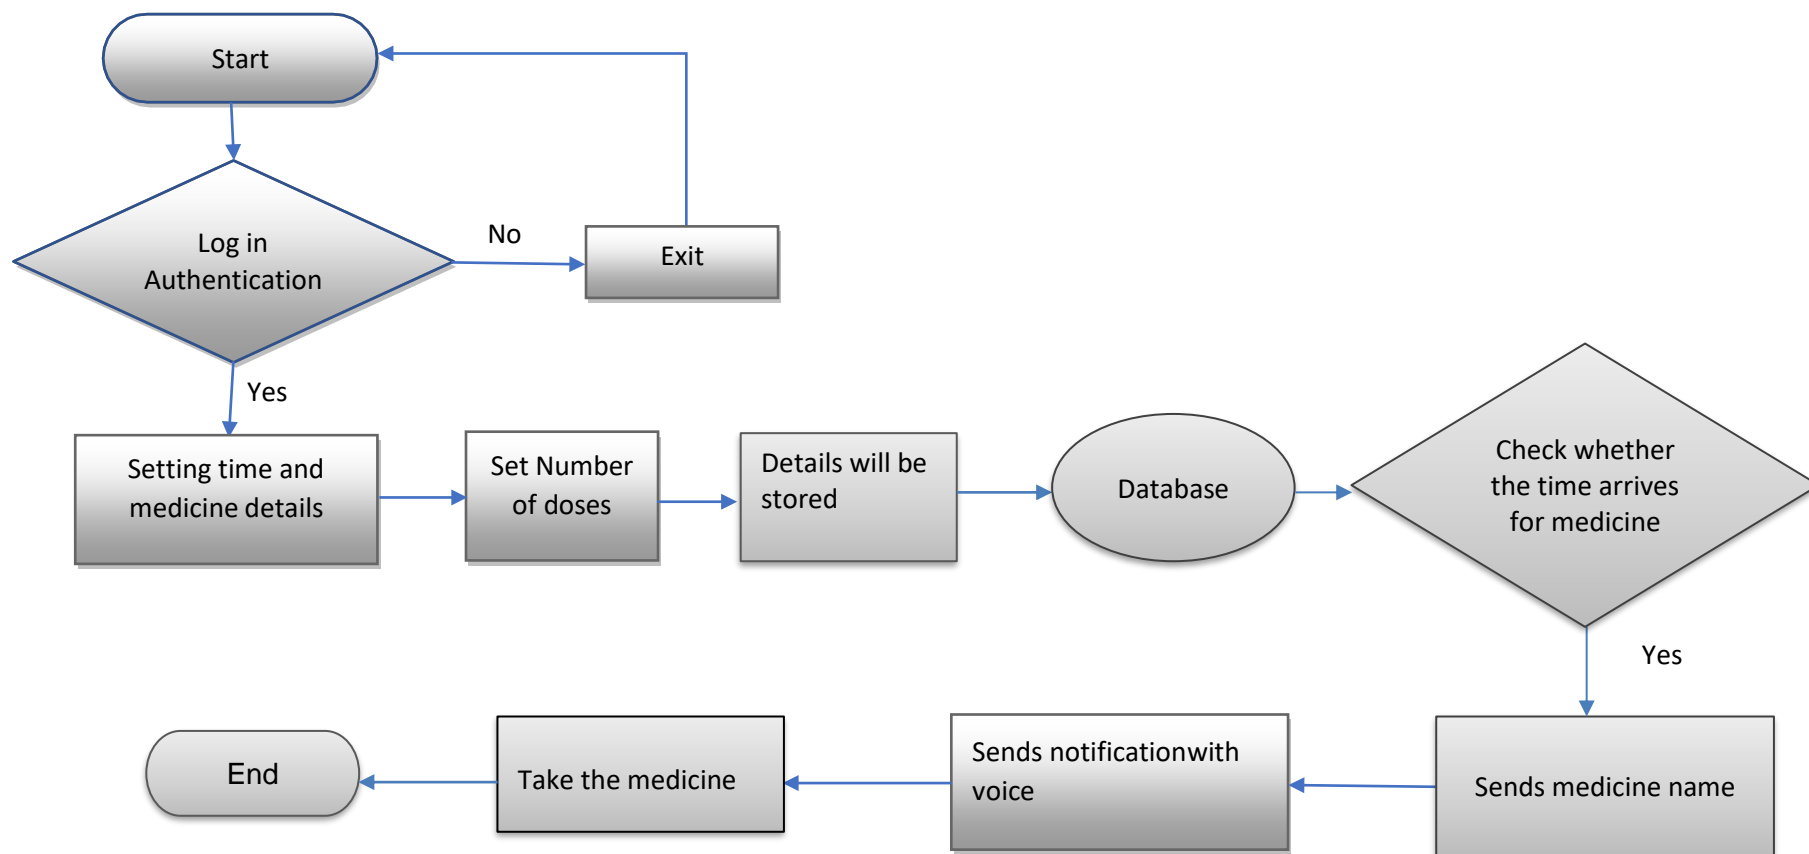 Start
Log in
Authentication
No
Exit
Yes
Setting time and
medicine details
Set Number
of doses
Details will be
stored
Database
Check whether
the time arrives
for medicine
Yes
Sends medicine name
Sends notificationwith
voice
Take the medicine
End